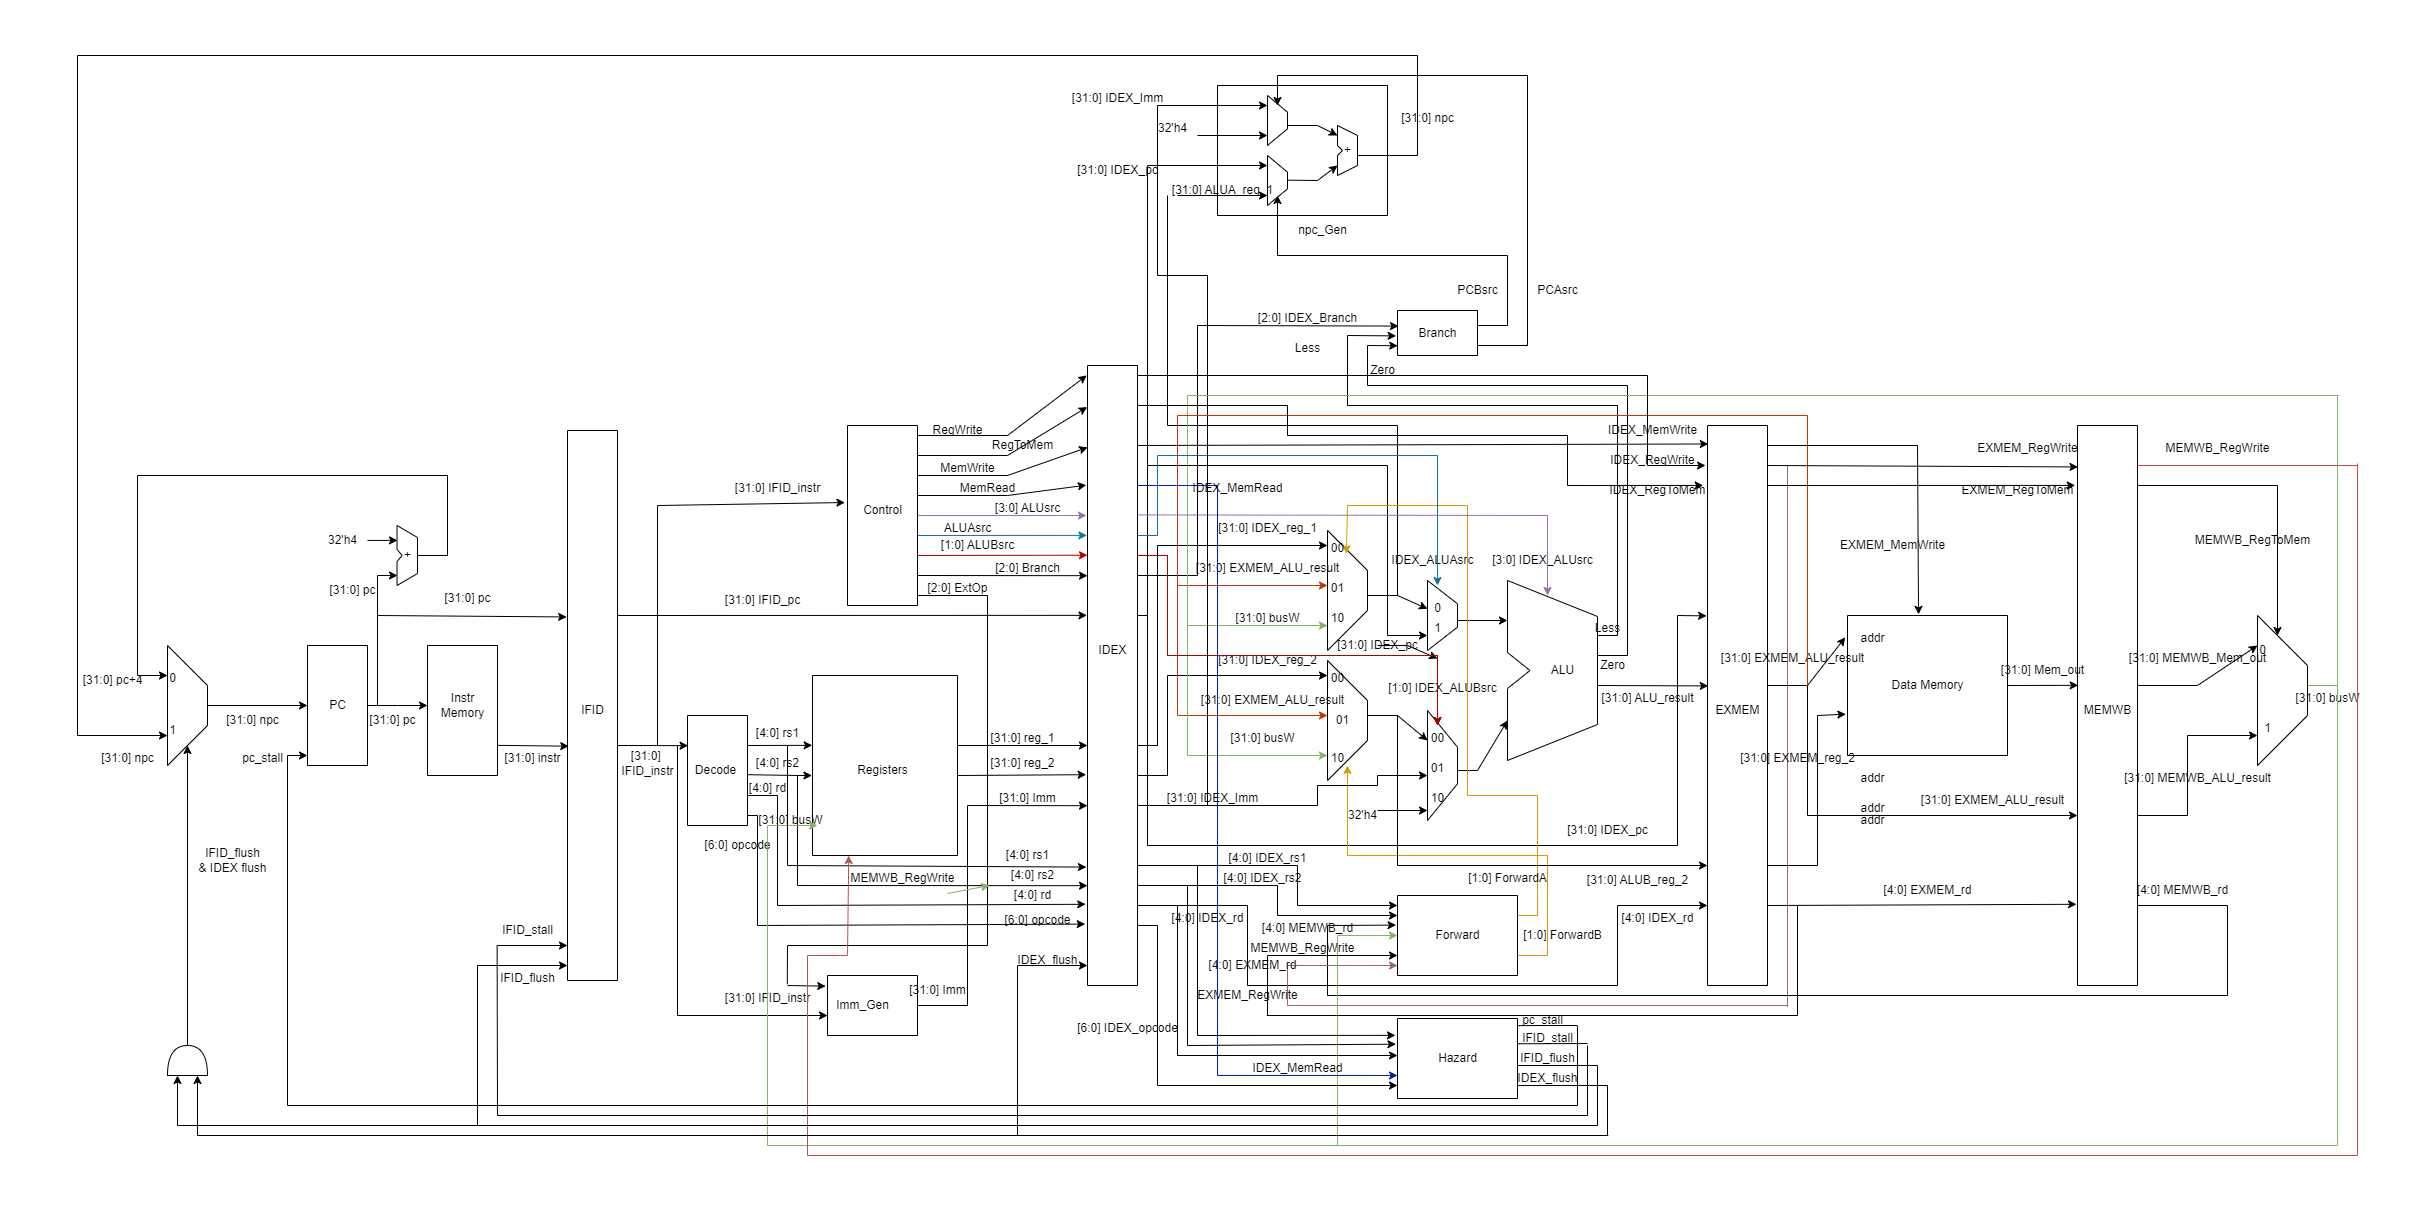 [31:0] IDEX_Imm
32'h4
[31:0] npc
+
[31:0] IDEX_pc
[31:0] ALUA_reg_1
npc_Gen
PCBsrc
PCAsrc
[2:0] IDEX_Branch
Branch
Less
Zero
RegWrite
RegToMem
MemWrite
MemRead
[3:0] ALUsrc
ALUAsrc
[1:0] ALUBsrc
[2:0] Branch
[2:0] ExtOp
Control
[31:0] IFID_instr
32'h4
+
[31:0] pc
[31:0] pc
[31:0] IFID_pc
[31:0] pc+4
0
1
[31:0] npc
[31:0] npc
PC
pc_stall
[31:0] pc
Instr
Memory
[31:0] instr
IFID
[31:0]
IFID_instr
Decode
[4:0] rs1
[4:0] rs2
[4:0] rd
[31:0] busW
[6:0] opcode
Registers
[31:0] reg_1
[31:0] reg_2
[31:0] Imm
[4:0] rs1
MEMWB_RegWrite
[4:0] rs2
[4:0] rd
[6:0] opcode
IDEX_flush
IFID_flush
& IDEX flush
IFID_stall
IFID_flush
[31:0] IFID_instr
Imm_Gen
[31:0] Imm
IDEX
IDEX_MemWrite
IDEX_RegWrite
IDEX_RegToMem
IDEX_MemRead
[31:0] IDEX_reg_1
00
[31:0] EXMEM_ALU_result
01
[31:0] busW
10
IDEX_ALUAsrc
[3:0] IDEX_ALUsrc
0
1
[31:0] IDEX_pc
[31:0] IDEX_reg_2
00
[31:0] EXMEM_ALU_result
01
[31:0] busW
10
[1:0] IDEX_ALUBsrc
00
01
10
[31:0] IDEX_Imm
32'h4
ALU
Less
Zero
[31:0] ALU_result
[31:0] IDEX_pc
[4:0] IDEX_rs1
[4:0] IDEX_rs2
[1:0] ForwardA
[31:0] ALUB_reg_2
[4:0] IDEX_rd
[4:0] MEMWB_rd
MEMWB_RegWrite
[4:0] EXMEM_rd
EXMEM_RegWrite
Forward
[1:0] ForwardB
[4:0] IDEX_rd
[6:0] IDEX_opcode
IDEX_MemRead
Hazard
pc_stall
IFID_stall
IFID_flush
IDEX_flush
EXMEM
EXMEM_RegWrite
EXMEM_RegToMem
EXMEM_MemWrite
[31:0] EXMEM_ALU_result
addr
Data Memory
[31:0] Mem_out
[31:0] EXMEM_reg_2
addr
addr
addr
[31:0] EXMEM_ALU_result
[4:0] EXMEM_rd
MEMWB
MEMWB_RegWrite
MEMWB_RegToMem
[31:0] MEMWB_Mem_out
0
1
[31:0] busW
[31:0] MEMWB_ALU_result
[4:0] MEMWB_rd